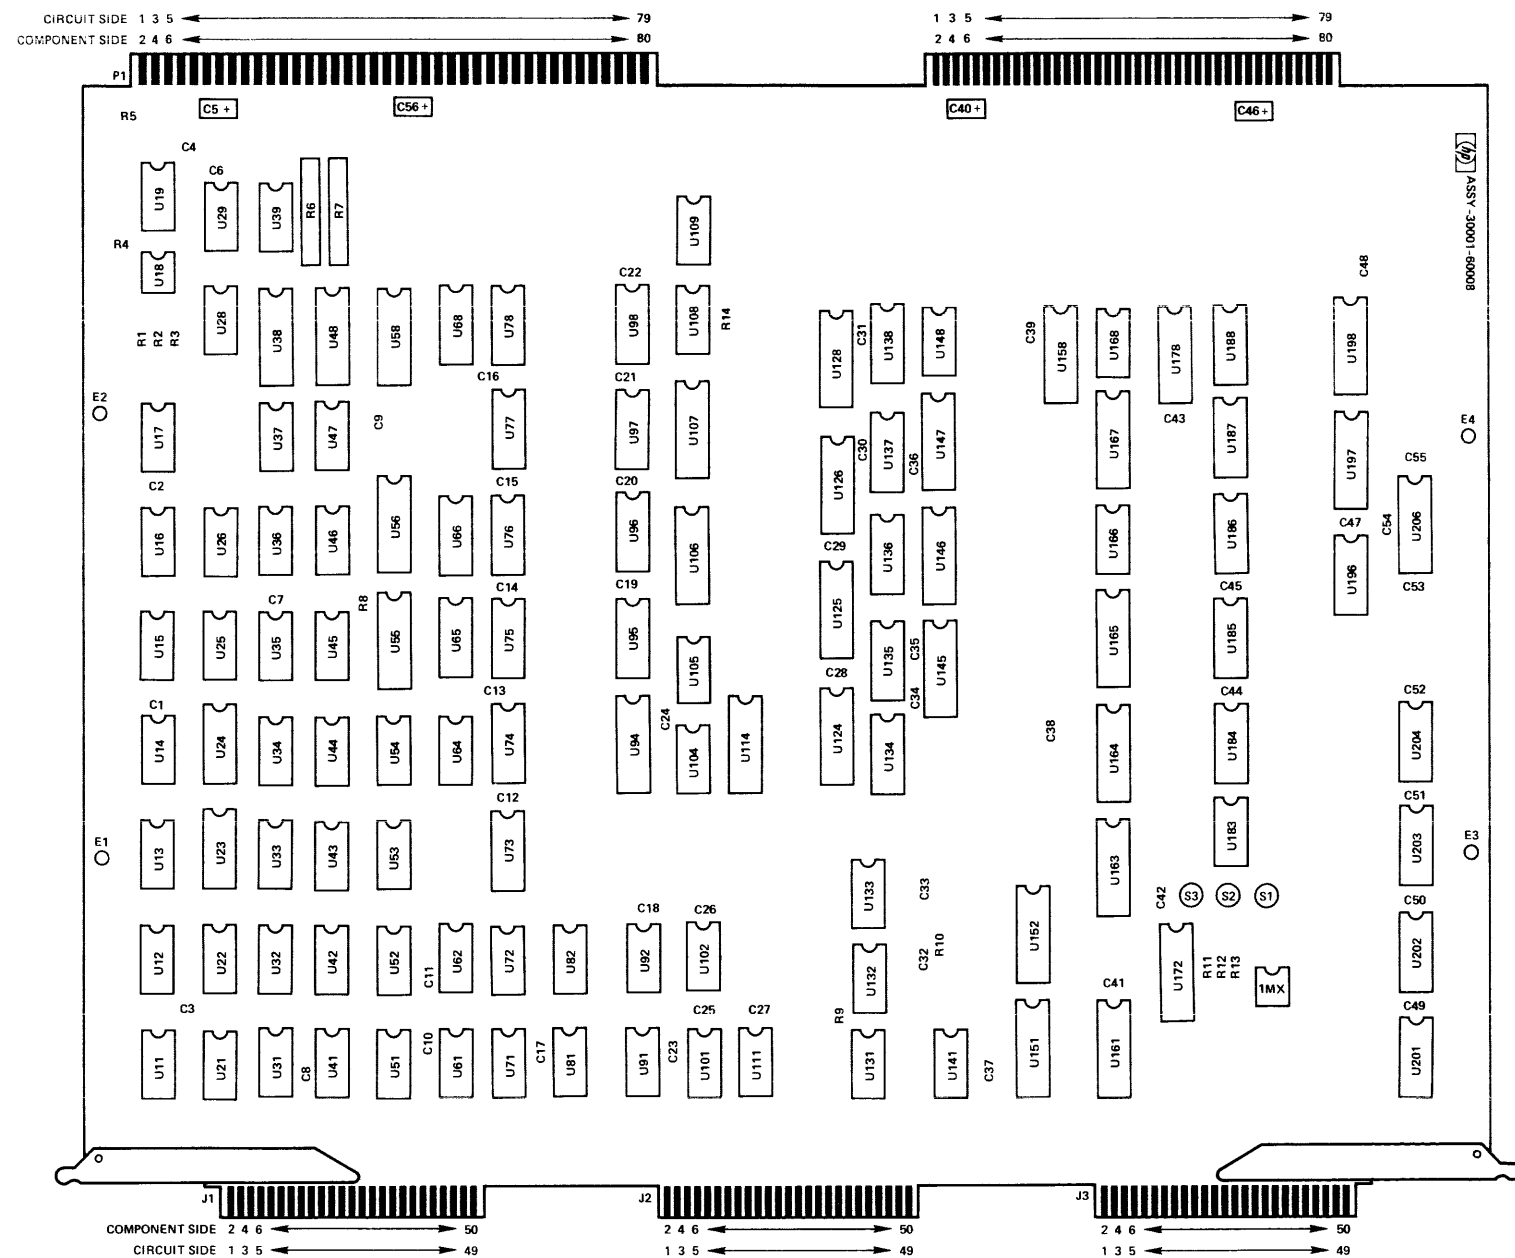 CIRCUIT SIDE 1 3 5 79 1 3 5 79
COMPONENT SIDE 2 4 6 80 2 4 6 80
P1
R5 C5 + C56 + C40 + C46 +
C4
hp
ASSY-30001-60008
U19 C6 U29 U39 R6 R7 U109
R4 U18 C22 C48
R1 R2 R3 U28 U38 U48 U58 U68 U78 U98 U108 R14 U128 C31 U138 U148 C39 U158 U168 U178 U188 U198
C16 C21
E2 U17 U37 U47 C9 U77 U97 U107 C30 U137 C36 U147 U167 C43 U187 U197 E4
C2 C15 C20 U126 C55
U16 U26 U36 U46 U56 U66 U76 U96 U106 C29 U136 U146 U166 U186 C47 C54 U206
C7 R8 C14 C19 U125 C45 U196 C53
U15 U25 U35 U45 U55 U65 U75 U95 U105 U135 C35 U145 U165 U185
C1 C13 C24 C28 C34 C44 C52
U14 U24 U34 U44 U54 U64 U74 U94 U104 U114 U124 U134 C38 U164 U184 U204
C12 C51
E1 U13 U23 U33 U43 U53 U73 U163 U183 U203 E3
U133 C33 C42 S3 S2 S1
C18 C26 C50
U12 U22 U32 U42 U52 C11 U62 U72 U82 U92 U102 U132 C32 R10 U152 U172 R11 R12 R13 1MX U202
C3 C25 C27 R9 C41 C49
U11 U21 U31 C8 U41 U51 C10 U61 U71 C17 U81 U91 C23 U101 U111 U131 U141 C37 U151 U161 U201
J1 J2 J3
COMPONENT SIDE 2 4 6 50 2 4 6 50 2 4 6 50
CIRCUIT SIDE 1 3 5 49 1 3 5 49 1 3 5 49